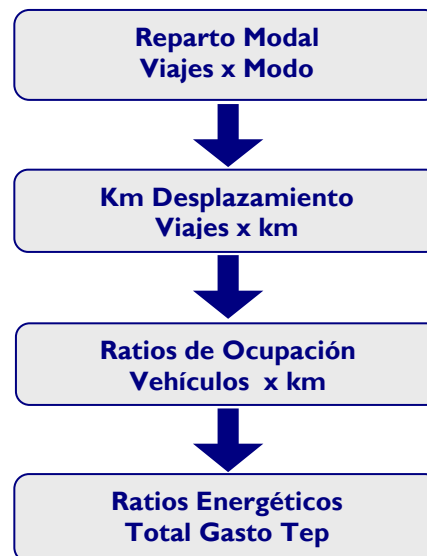 Reparto Modal
Viajes x Modo
Km Desplazamiento
Viajes x km
Ratios de Ocupación
Vehículos x km
Ratios Energéticos
Total Gasto Tep